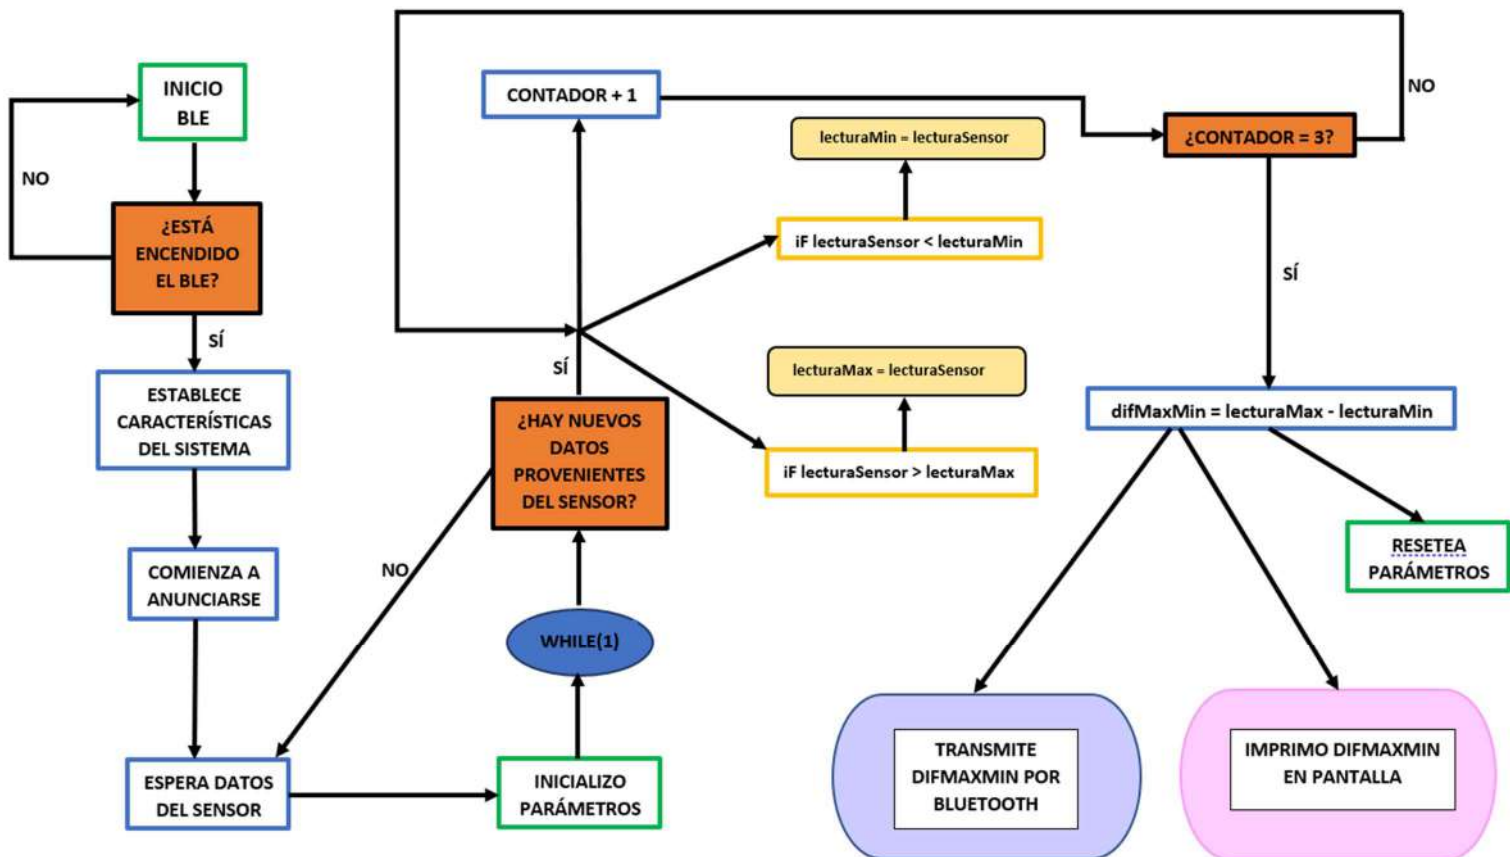 INICIO
BLE
NO
¿ESTÁ
ENCENDIDO
EL BLE?
SÍ
ESTABLECE
CARACTERÍSTICAS
DEL SISTEMA
COMIENZA A
ANUNCIARSE
ESPERA DATOS
DEL SENSOR
INICIALIZO
PARÁMETROS
WHILE(1)
¿HAY NUEVOS
DATOS
PROVENIENTES
DEL SENSOR?
NO
SÍ
CONTADOR + 1
lecturaMin = lecturaSensor
iF lecturaSensor < lecturaMin
lecturaMax = lecturaSensor
iF lecturaSensor > lecturaMax
¿CONTADOR = 3?
NO
SÍ
difMaxMin = lecturaMax - lecturaMin
RESETEA
PARÁMETROS
TRANSMITE
DIFMAXMIN POR
BLUETOOTH
IMPRIMO DIFMAXMIN
EN PANTALLA